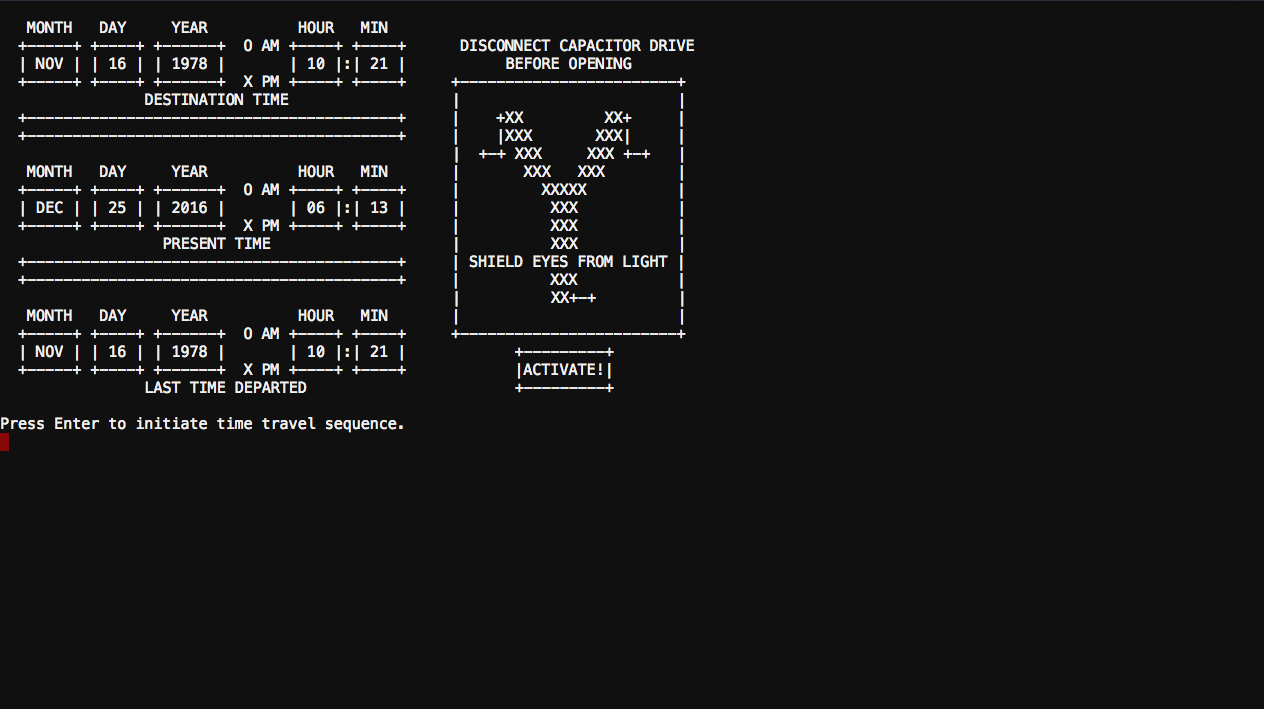 MONTH DAY YEAR HOUR MIN
O AM
| NOV | | 16 | | 1978 | | 10 |:| 21 |
X PM
DESTINATION TIME
MONTH DAY YEAR HOUR MIN
O AM
| DEC | | 25 | | 2016 | | 06 |:| 13 |
X PM
PRESENT TIME
MONTH DAY YEAR HOUR MIN
O AM
| NOV | | 16 | | 1978 | | 10 |:| 21 |
X PM
LAST TIME DEPARTED
DISCONNECT CAPACITOR DRIVE
BEFORE OPENING
+XX XX+
|XXX XXX|
+-+ XXX XXX +-+
XXX XXX
XXXXX
XXX
XXX
XXX
SHIELD EYES FROM LIGHT
XXX
XX+-+
|ACTIVATE!|
Press Enter to initiate time travel sequence.